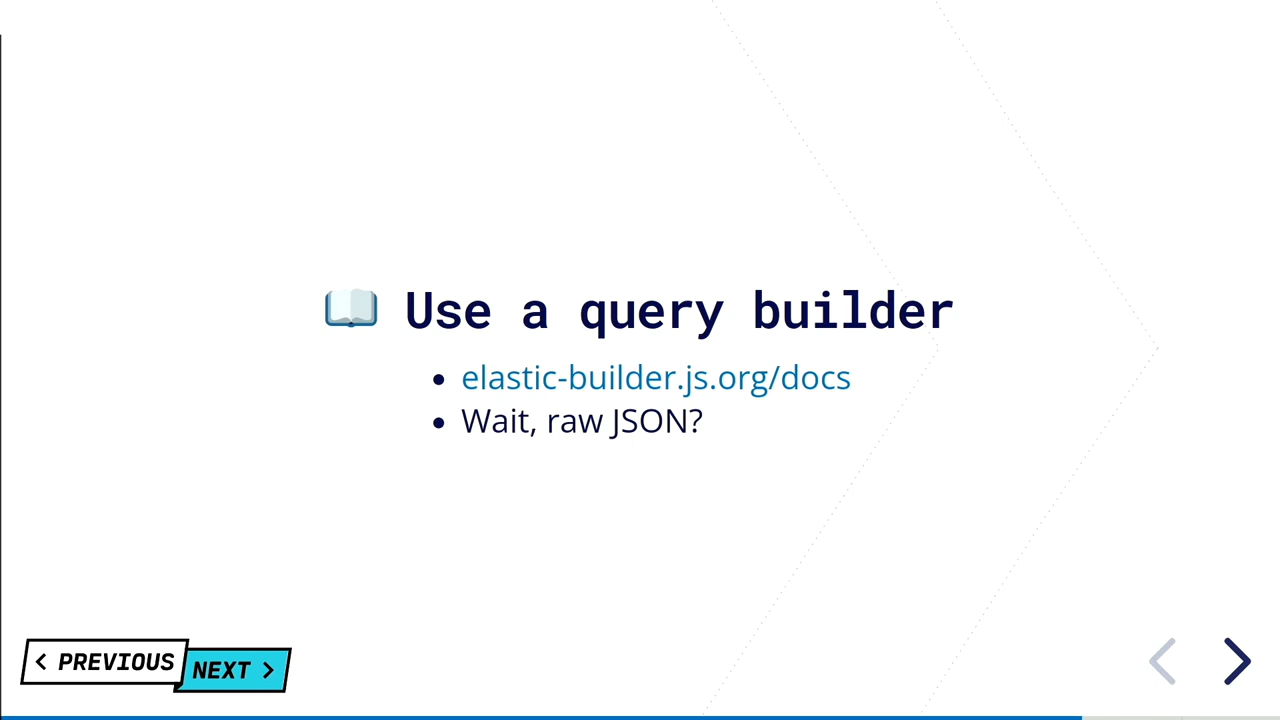 Use a query builder
elastic-builder.js.org/docs
Wait, raw JSON?
PREVIOUS
NEXT